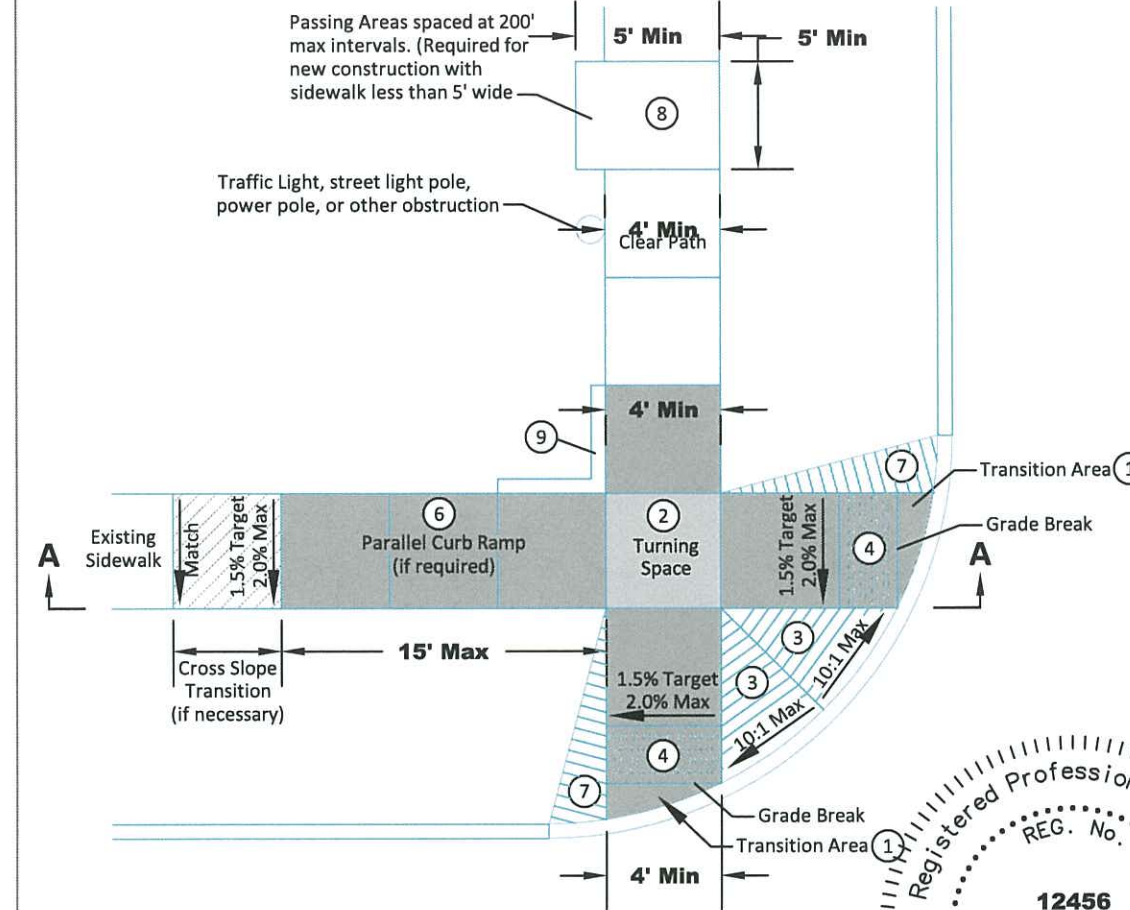 Passing Areas spaced at 200'
max intervals. (Required for
new construction with
sidewalk less than 5' wide
5' Min
5' Min
8
Traffic Light, street light pole,
power pole, or other obstruction
4' Min
Clear Path
4' Min
9
7
Transition Area 1
Grade Break
A
Existing
Sidewalk
Match
1.5% Target
2.0% Max
6
Parallel Curb Ramp
(if required)
2
Turning
Space
1.5% Target
2.0% Max
4
A
15' Max
Cross Slope
Transition
(if necessary)
3
3
10:1 Max
10:1 Max
1.5% Target
2.0% Max
4
7
Grade Break
Transition Area 1
4' Min
Registered
REG. No.
12456